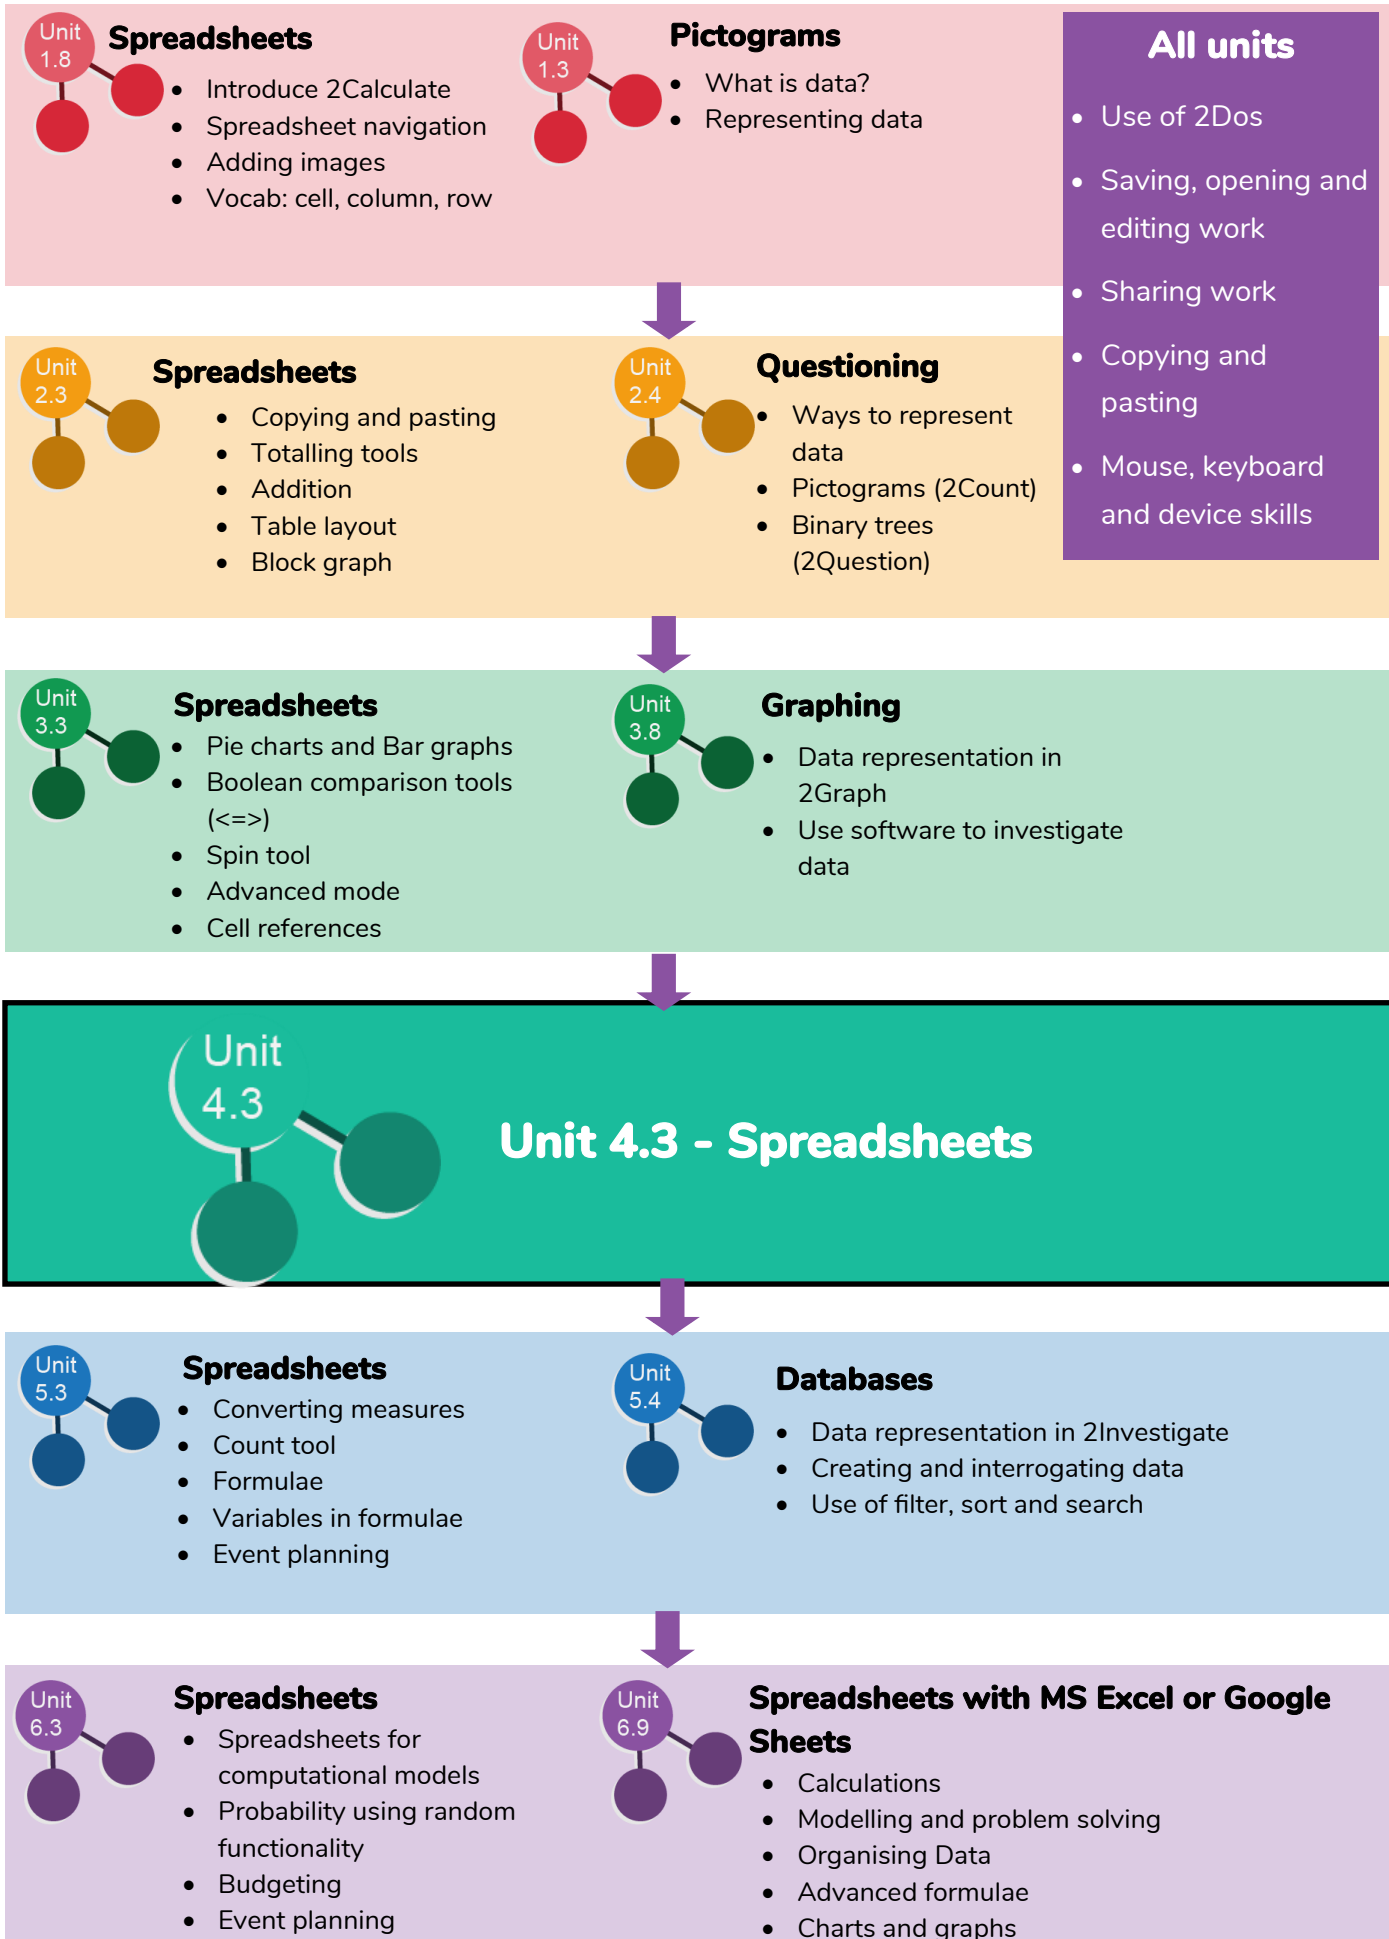 Unit
1.8
Spreadsheets
• Introduce 2Calculate
• Spreadsheet navigation
• Adding images
• Vocab: cell, column, row
Unit
1.3
Pictograms
• What is data?
• Representing data
All units
• Use of 2Dos
• Saving, opening and
editing work
• Sharing work
• Copying and
pasting
• Mouse, keyboard
and device skills
Unit
2.3
Spreadsheets
• Copying and pasting
• Totalling tools
• Addition
• Table layout
• Block graph
Unit
2.4
Questioning
• Ways to represent
data
• Pictograms (2Count)
• Binary trees
(2Question)
Unit
3.3
Spreadsheets
• Pie charts and Bar graphs
• Boolean comparison tools
(<=>)
• Spin tool
• Advanced mode
• Cell references
Unit
3.8
Graphing
• Data representation in
2Graph
• Use software to investigate
data
Unit
4.3
Unit 4.3 - Spreadsheets
Unit
5.3
Spreadsheets
• Converting measures
• Count tool
• Formulae
• Variables in formulae
• Event planning
Unit
5.4
Databases
• Data representation in 2Investigate
• Creating and interrogating data
• Use of filter, sort and search
Unit
6.3
Spreadsheets
• Spreadsheets for
computational models
• Probability using random
functionality
• Budgeting
• Event planning
Unit
6.9
Spreadsheets with MS Excel or Google
Sheets
• Calculations
• Modelling and problem solving
• Organising Data
• Advanced formulae
• Charts and graphs